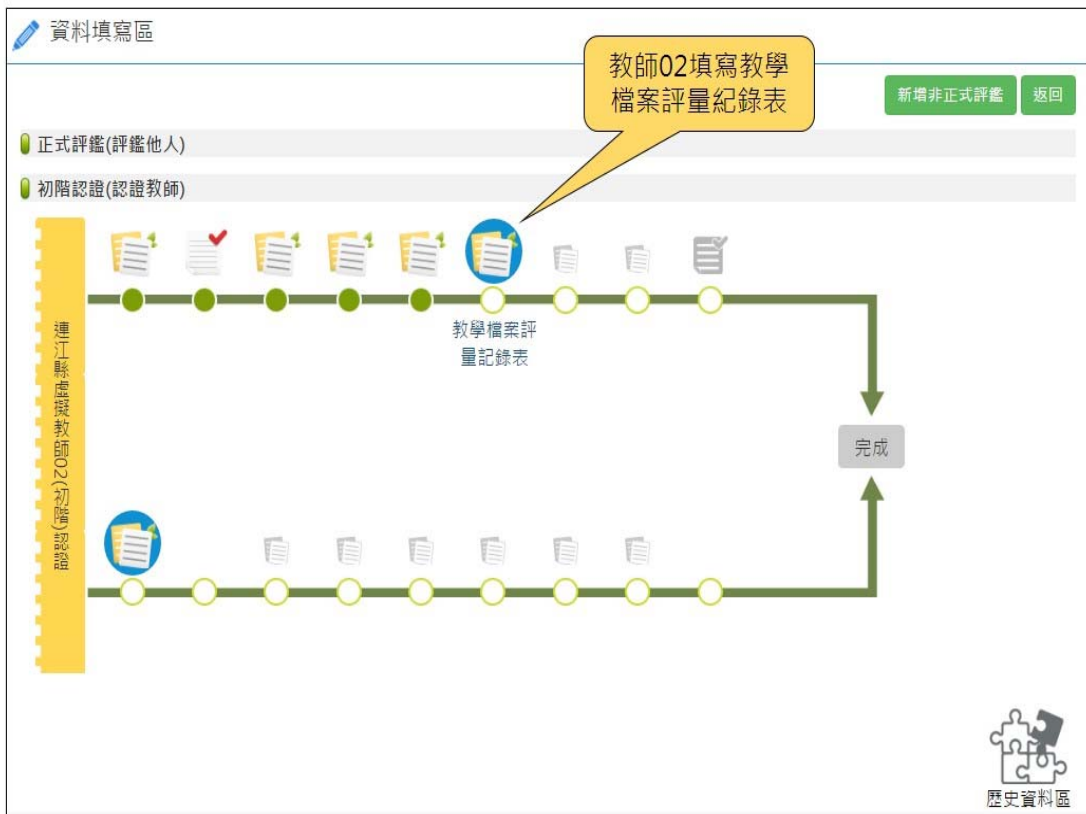 資料填寫區
教師02填寫教學
檔案評量紀錄表
新增非正式評鑑
返回
正式評鑑(評鑑他人)
初階認證(認證教師)
連江縣虛擬教師02(初階)認證
教學檔案評
量記錄表
完成
歷史資料區